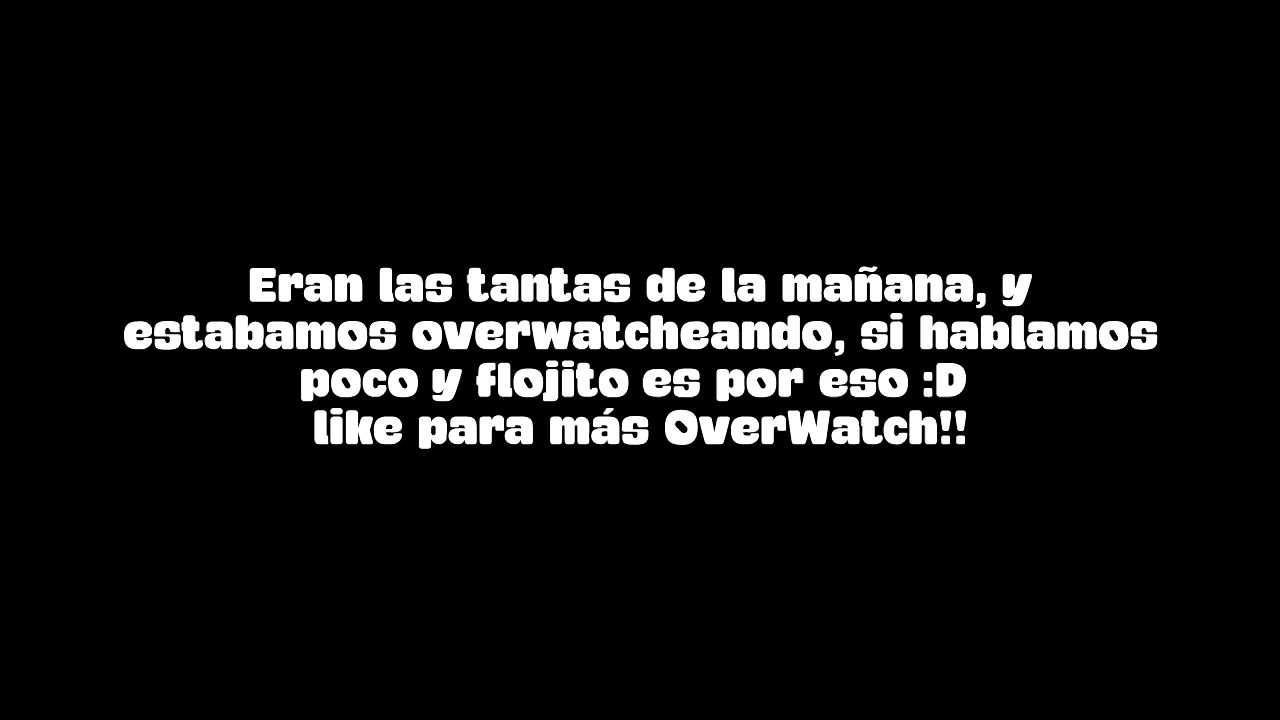 Eran las tantas de la mañana, y
estabamos overwatcheando, si hablamos
poco y flojito es por eso :D
like para más OverWatch!!